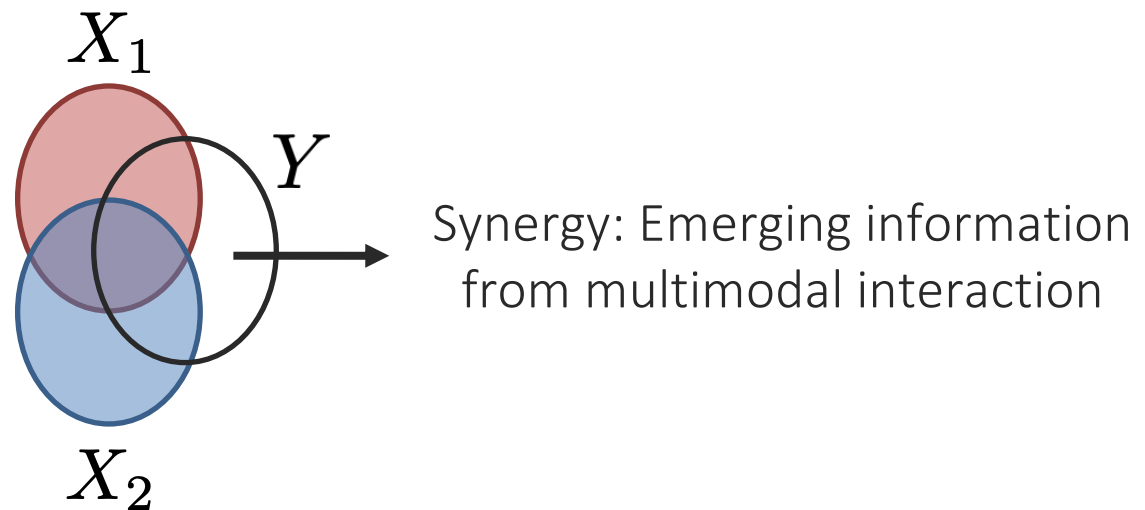 X₁
Y
Synergy: Emerging information
from multimodal interaction
X₂